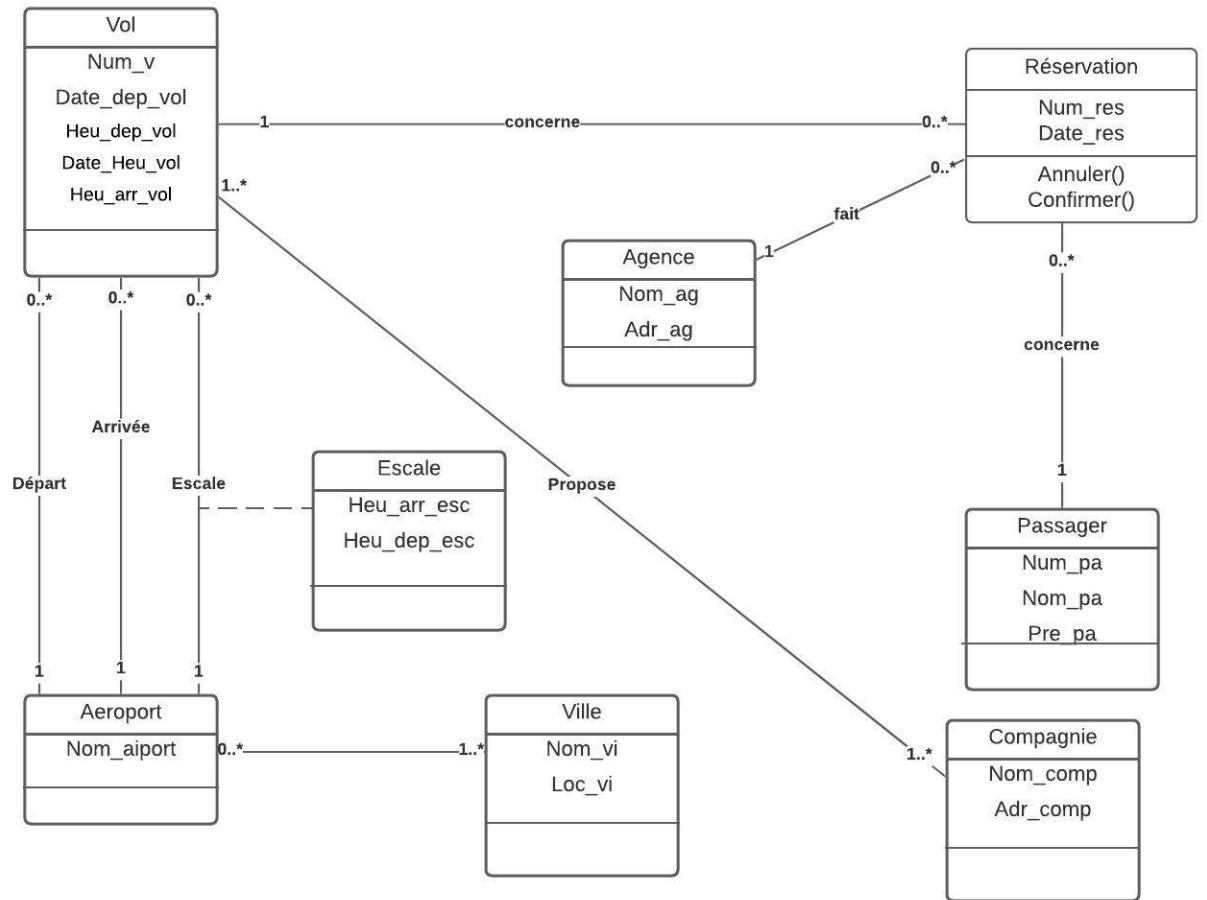 Vol
Num_v
Date_dep_vol
Heu_dep_vol
Date_Heu_vol
Heu_arr_vol
1
concerne
0..*
Réservation
Num_res
Date_res
Annuler()
Confirmer()
1..*
0..*
fait
1
Agence
Nom_ag
Adr_ag
0..*
0..*
0..*
0..*
concerne
1
Arrivée
Départ
Escale
Escale
Heu_arr_esc
Heu_dep_esc
Propose
Passager
Num_pa
Nom_pa
Pre_pa
1
1
1
Aeroport
Nom_aiport
0..*
1..*
Ville
Nom_vi
Loc_vi
1..*
Compagnie
Nom_comp
Adr_comp